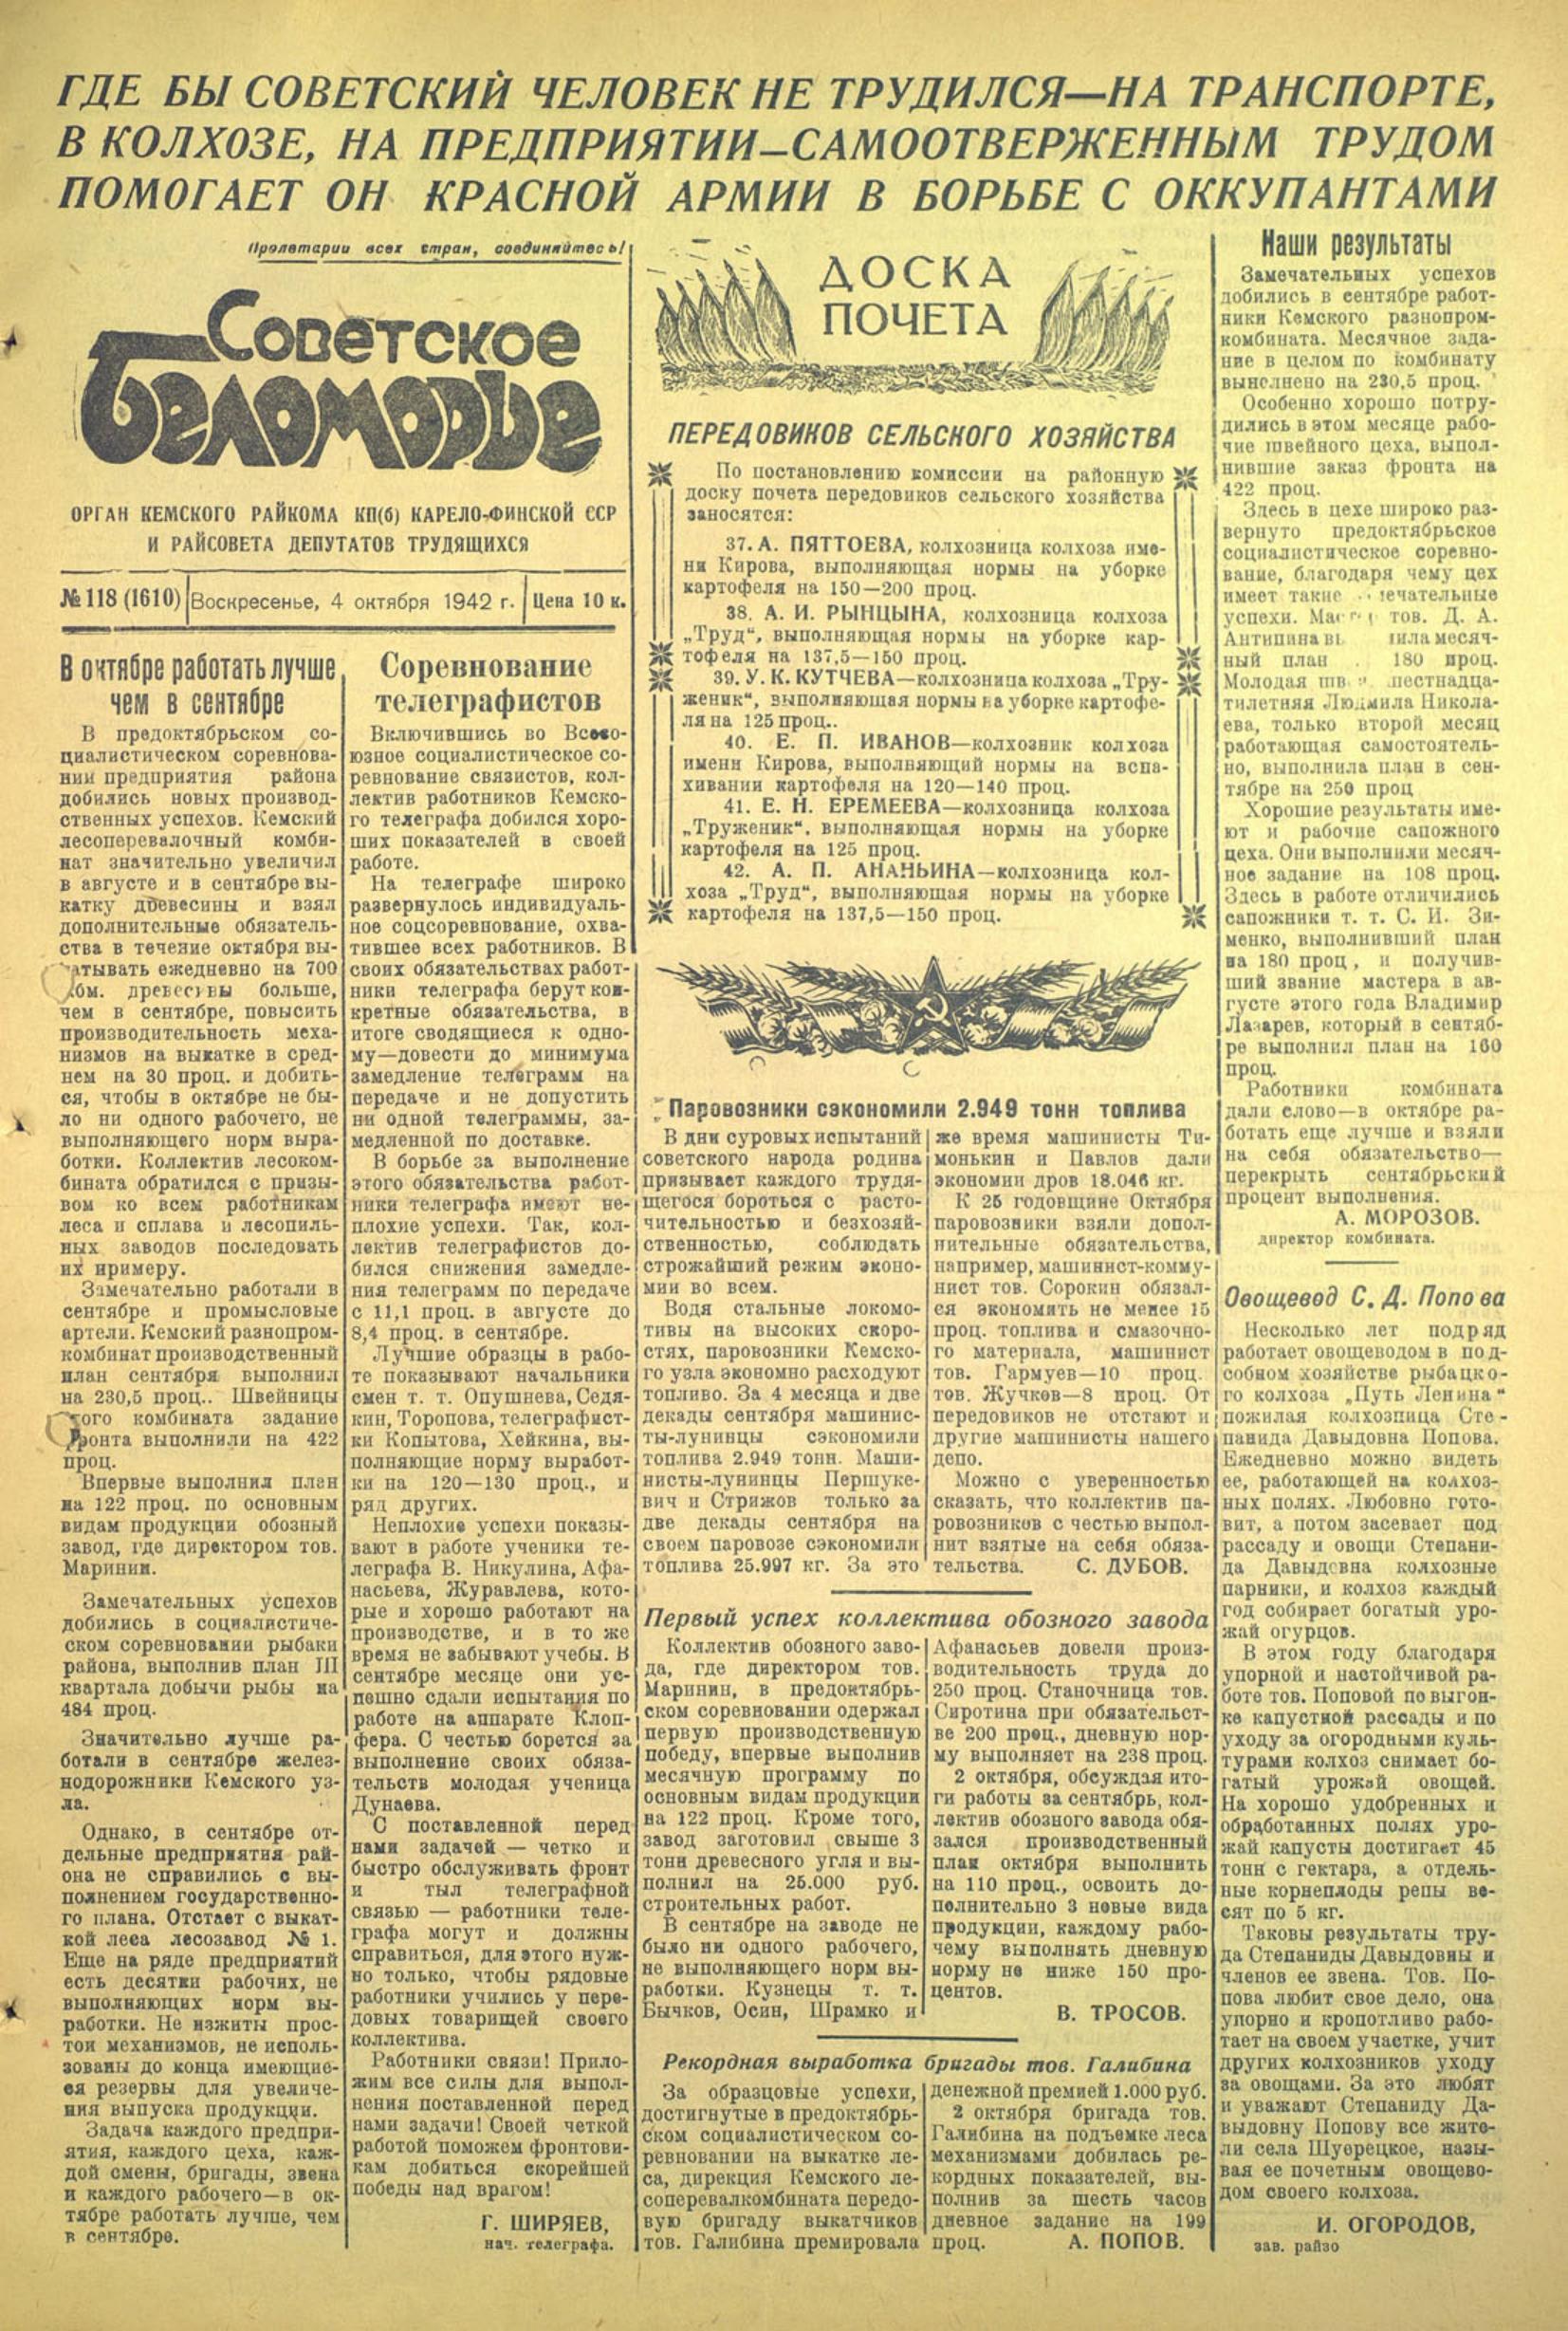 ГДЕ БЫ СОВЕТСКИЙ ЧЕЛОВЕК НЕ ТРУДИЛСЯ—НА ТРАНСПОРТЕ,
В КОЛХОЗЕ, НА ПРЕДПРИЯТИИ—САМООТВЕРЖЕННЫМ ТРУДОМ
ПОМОГАЕТ ОН КРАСНОЙ АРМИИ В БОРЬБЕ С ОККУПАНТАМИ
Пролетарии всех стран, соединяйтесь!
Советское
Беломорье
ОРГАН КЕМСКОГО РАЙКОМА КП(б) КАРЕЛО-ФИНСКОЙ ССР
И РАЙСОВЕТА ДЕПУТАТОВ ТРУДЯЩИХСЯ
№ 118 (1610) Воскресенье, 4 октября 1942 г. Цена 10 к.
В октябре работать лучше,
чем в сентябре
В предоктябрьском со-
циалистическом соревнова-
нии предприятия района
добились новых производ-
ственных успехов. Кемский
лесоперевалочный комби-
нат значительно увеличил
в августе и в сентябре вы-
катку древесины и взял
дополнительные обязатель-
ства в течение октября вы-
катывать ежедневно на 700
кбм. древесины больше,
чем в сентябре, повысить
производительность меха-
низмов на выкатке в сред-
нем на 30 проц. и добить-
ся, чтобы в октябре не бы-
ло ни одного рабочего, не
выполняющего норм выра-
ботки. Коллектив лесоком-
бината обратился с призы-
вом ко всем работникам
леса и сплава и лесопиль-
ных заводов последовать
их примеру.
Замечательно работали в
сентябре и промысловые
артели. Кемский разнопром-
комбинат производственный
план сентября выполнил
на 230,5 проц.. Швейницы
этого комбината задание
фронта выполнили на 422
проц.
Впервые выполнил план
на 122 проц. по основным
видам продукции обозный
завод, где директором тов.
Маринин.
Замечательных успехов
добились в социалистиче-
ском соревновании рыбаки
района, выполнив план III
квартала добычи рыбы на
484 проц.
Значительно лучше ра-
ботали в сентябре желез-
нодорожники Кемского уз-
ла.
Однако, в сентябре от-
дельные предприятия рай-
она не справились с вы-
полнением государственно-
го плана. Отстает с выкат-
кой леса лесозавод № 1.
Еще на ряде предприятий
есть десятки рабочих, не
выполняющих норм вы-
работки. Не изжиты прос-
тои механизмов, не исполь-
зованы до конца имеющие-
ся резервы для увеличе-
ния выпуска продукции.
Задача каждого предпри-
ятия, каждого цеха, каж-
дой смены, бригады, звена
и каждого рабочего—в ок-
тябре работать лучше, чем
в сентябре.
Соревнование
телеграфистов
Включившись во Всесо-
юзное социалистическое со-
ревнование связистов, кол-
лектив работников Кемско-
го телеграфа добился хоро-
ших показателей в своей
работе.
На телеграфе широко
развернулось индивидуаль-
ное соцсоревнование, охва-
тившее всех работников. В
своих обязательствах работ-
ники телеграфа берут кон-
кретные обязательства, в
итоге сводящиеся к одно-
му—довести до минимума
замедление телеграмм на
передаче и не допустить
ни одной телеграммы, за-
медленной по доставке.
В борьбе за выполнение
этого обязательства работ-
ники телеграфа имеют не-
плохие успехи. Так, кол-
лектив телеграфистов до-
бился снижения замедле-
ния телеграмм по передаче
с 11,1 проц. в августе до
8,4 проц. в сентябре.
Лучшие образцы в рабо-
те показывают начальники
смен т. т. Опушнева, Седя-
кин, Торопова, телеграфист-
ки Копытова, Хейкина, вы-
полняющие норму выработ-
ки на 120—130 проц., и
ряд других.
Неплохие успехи показы-
вают в работе ученики те-
леграфа В. Никулина, Афа-
насьева, Журавлева, кото-
рые и хорошо работают на
производстве, и в то же
время не забывают учебы. В
сентябре месяце они ус-
пешно сдали испытания по
работе на аппарате Клоп-
фера. С честью борется за
выполнение своих обяза-
тельств молодая ученица
Дунаева.
С поставленной перед
нами задачей — четко и
быстро обслуживать фронт
и тыл телеграфной
связью — работники теле-
графа могут и должны
справиться, для этого нуж-
но только, чтобы рядовые
работники учились у пере-
довых товарищей своего
коллектива.
Работники связи! Прило-
жим все силы для выпол-
нения поставленной перед
нами задачи! Своей четкой
работой поможем фронтови-
кам добиться скорейшей
победы над врагом!
Г. ШИРЯЕВ,
нач. телеграфа.
ДОСКА
ПОЧЕТА
ПЕРЕДОВИКОВ СЕЛЬСКОГО ХОЗЯЙСТВА
По постановлению комиссии на районную
доску почета передовиков сельского хозяйства
заносятся:
37. А. ПЯТТОЕВА, колхозница колхоза име-
ни Кирова, выполняющая нормы на уборке
картофеля на 150—200 проц.
38. А. И. РЫНЦЫНА, колхозница колхоза
„Труд“, выполняющая нормы на уборке кар-
тофеля на 137,5—150 проц.
39. У. К. КУТЧЕВА—колхозница колхоза „Тру-
женик“, выполняющая нормы на уборке картофе-
ля на 125 проц..
40. Е. П. ИВАНОВ—колхозник колхоза
имени Кирова, выполняющий нормы на вспа-
хивании картофеля на 120—140 проц.
41. Е. Н. ЕРЕМЕЕВА—колхозница колхоза
„Труженик“, выполняющая нормы на уборке
картофеля на 125 проц.
42. А. П. АНАНЬИНА—колхозница кол-
хоза „Труд“, выполняющая нормы на уборке
картофеля на 137,5—150 проц.
Паровозники сэкономили 2.949 тонн топлива
В дни суровых испытаний
советского народа родина
призывает каждого трудя-
щегося бороться с расто-
чительностью и безхозяй-
ственностью, соблюдать
строжайший режим эконо-
мии во всем.
Водя стальные локомо-
тивы на высоких скоро-
стях, паровозники Кемско-
го узла экономно расходуют
топливо. За 4 месяца и две
декады сентября машинис-
ты-лунинцы сэкономили
топлива 2.949 тонн. Маши-
нисты-лунинцы Першуке-
вич и Стрижов только за
две декады сентября на
своем паровозе сэкономили
топлива 25.997 кг. За это
же время машинисты Ти-
монькин и Павлов дали
экономии дров 18.046 кг.
К 25 годовщине Октября
паровозники взяли допол-
нительные обязательства,
например, машинист-комму-
нист тов. Сорокин обязал-
ся экономить не менее 15
проц. топлива и смазочно-
го материала, машинист
тов. Гармуев—10 проц.
тов. Жучков—8 проц. От
передовиков не отстают и
другие машинисты нашего
депо.
Можно с уверенностью
сказать, что коллектив па-
ровозников с честью выпол-
нит взятые на себя обяза-
тельства. С. ДУБОВ.
Первый успех коллектива обозного завода
Коллектив обозного заво-
да, где директором тов.
Маринин, в предоктябрь-
ском соревновании одержал
первую производственную
победу, впервые выполнив
месячную программу по
основным видам продукции
на 122 проц. Кроме того,
завод заготовил свыше 3
тонн древесного угля и вы-
полнил на 25.000 руб.
строительных работ.
В сентябре на заводе не
было ни одного рабочего,
не выполняющего норм вы-
работки. Кузнецы т. т.
Бычков, Осин, Шрамко и
Афанасьев довели произ-
водительность труда до
250 проц. Станочница тов.
Сиротина при обязательст-
ве 200 проц., дневную нор-
му выполняет на 238 проц.
2 октября, обсуждая ито-
ги работы за сентябрь, кол-
лектив обозного завода обя-
зался производственный
план октября выполнить
на 110 проц., освоить до-
полнительно 3 новые вида
продукции, каждому рабо-
чему выполнять дневную
норму не ниже 150 про-
центов.
В. ТРОСОВ.
Рекордная выработка бригады тов. Галибина
За образцовые успехи,
достигнутые в предоктябрь-
ском социалистическом со-
ревновании на выкатке ле-
са, дирекция Кемского ле-
соперевалкомбината передо-
вую бригаду выкатчиков
тов. Галибина премировала
денежной премией 1.000 руб.
2 октября бригада тов.
Галибина на подъемке леса
механизмами добилась ре-
кордных показателей, вы-
полнив за шесть часов
дневное задание на 199
проц. А. ПОПОВ.
Наши результаты
Замечательных успехов
добились в сентябре работ-
ники Кемского разнопром-
комбината. Месячное зада-
ние в целом по комбинату
выполнено на 230,5 проц.
Особенно хорошо потру-
дились в этом месяце рабо-
чие швейного цеха, выпол-
нившие заказ фронта на
422 проц.
Здесь в цехе широко раз-
вернуто предоктябрьское
социалистическое соревно-
вание, благодаря чему цех
имеет такие
успехи. тов. Д. А.
Антипина месяч-
ный план 180 проц.
Молодая шестнадца-
тилетняя Людмила Никола-
ева, только второй месяц
работающая самостоятель-
но, выполнила план в сен-
тябре на 250 проц
Хорошие результаты име-
ют и рабочие сапожного
цеха. Они выполнили месяч-
ное задание на 108 проц.
Здесь в работе отличились
сапожники т. т. С. И. Зи-
менко, выполнивший план
на 180 проц, и получив-
ший звание мастера в ав-
густе этого года Владимир
Лазарев, который в сентяб-
ре выполнил план на 160
проц.
Работники комбината
дали слово—в октябре ра-
ботать еще лучше и взяли
на себя обязательство—
перекрыть сентябрьский
процент выполнения.
А. МОРОЗОВ.
директор комбината.
Овощевод С. Д. Попова
Несколько лет подряд
работает овощеводом в под-
собном хозяйстве рыбацко-
го колхоза „Путь Ленина“
пожилая колхозница Сте-
панида Давыдовна Попова.
Ежедневно можно видеть
ее, работающей на колхоз-
ных полях. Любовно гото-
вит, а потом засевает под
рассаду и овощи Степани-
да Давыдовна колхозные
парники, и колхоз каждый
год собирает богатый уро-
жай огурцов.
В этом году благодаря
упорной и настойчивой ра-
боте тов. Поповой по выгон-
ке капустной рассады и по
уходу за огородными куль-
турами колхоз снимает бо-
гатый урожай овощей.
На хорошо удобренных и
обработанных полях уро-
жай капусты достигает 45
тонн с гектара, а отдель-
ные корнеплоды репы ве-
сят по 5 кг.
Таковы результаты тру-
да Степаниды Давыдовны и
членов ее звена. Тов. По-
пова любит свое дело, она
упорно и кропотливо рабо-
тает на своем участке, учит
других колхозников уходу
за овощами. За это любят
и уважают Степаниду Да-
выдовну Попову все жите-
ли села Шуерецкое, назы-
вая ее почетным овощево-
дом своего колхоза.
И. ОГОРОДОВ,
зав. райзо